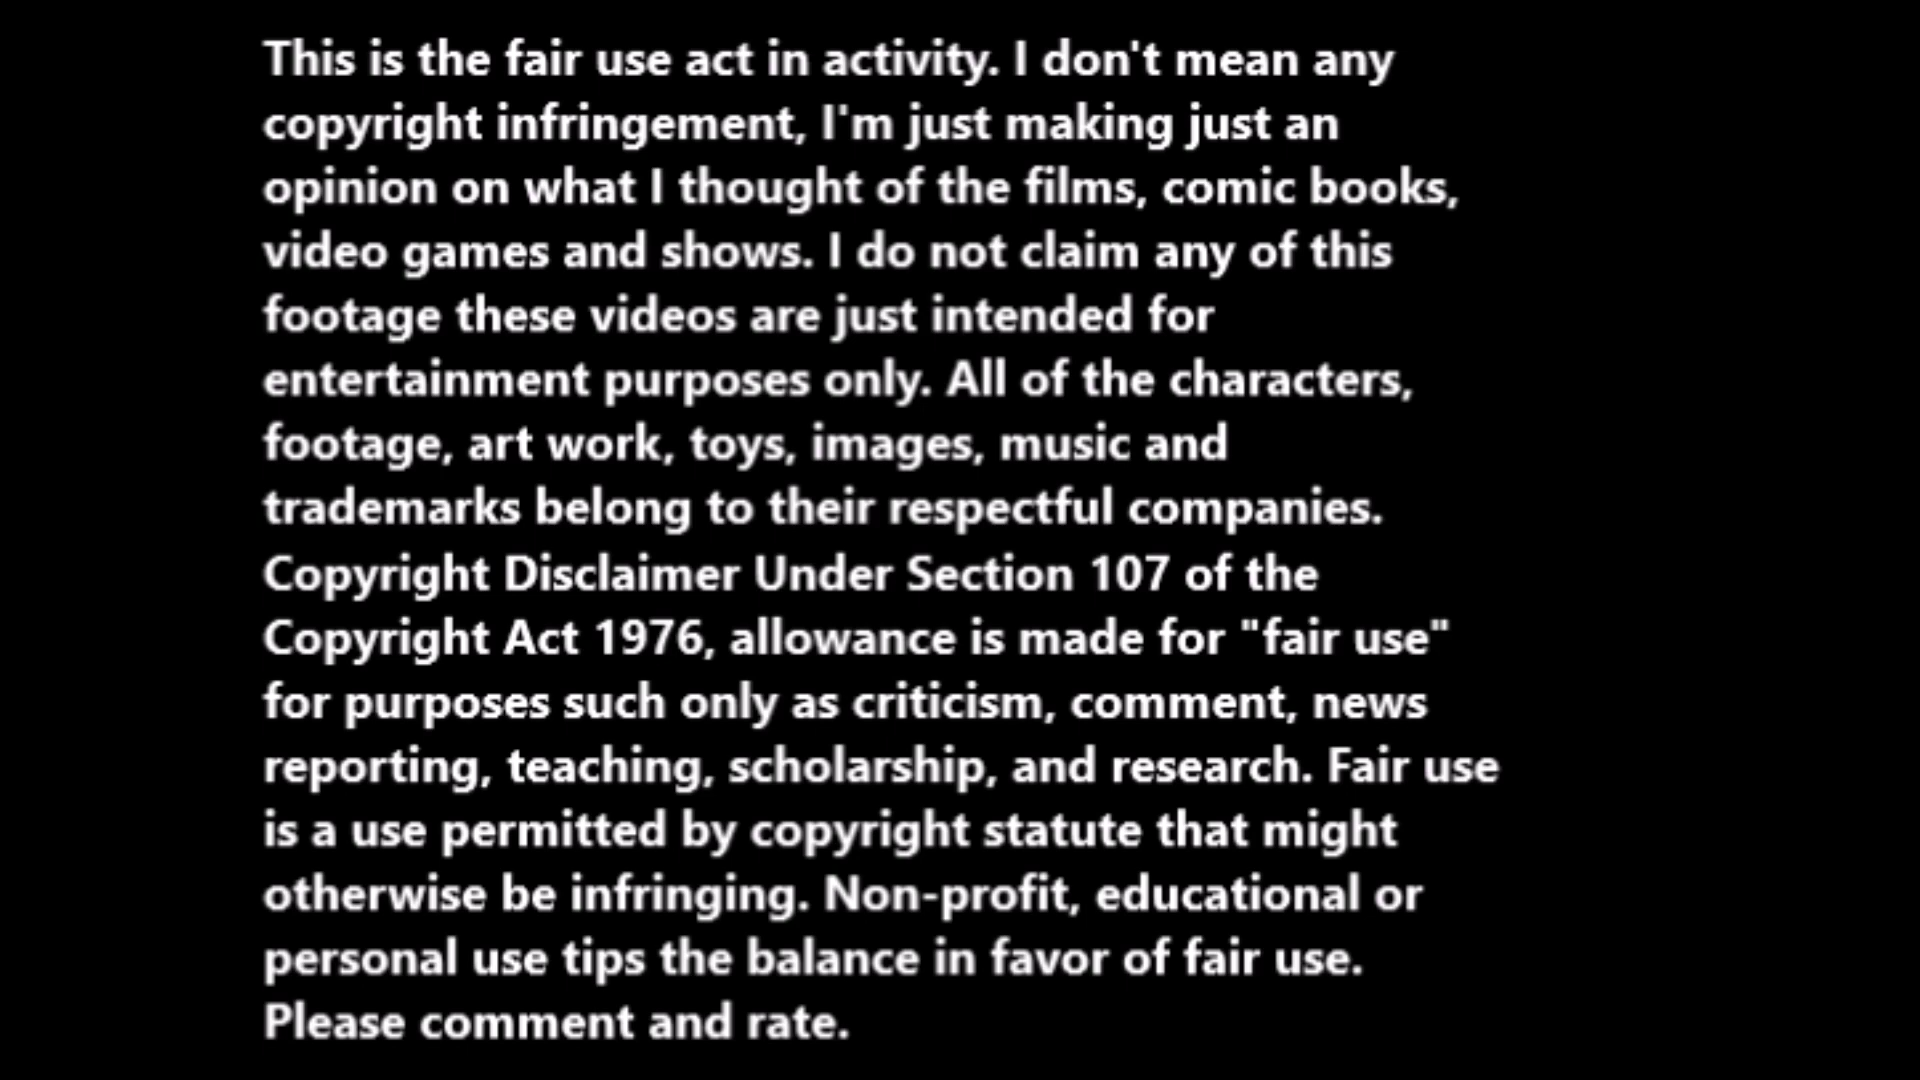 This is the fair use act in activity. I don't mean any
copyright infringement, I'm just making just an
opinion on what I thought of the films, comic books,
video games and shows. I do not claim any of this
footage these videos are just intended for
entertainment purposes only. All of the characters,
footage, art work, toys, images, music and
trademarks belong to their respectful companies.
Copyright Disclaimer Under Section 107 of the
Copyright Act 1976, allowance is made for "fair use"
for purposes such only as criticism, comment, news
reporting, teaching, scholarship, and research. Fair use
is a use permitted by copyright statute that might
otherwise be infringing. Non-profit, educational or
personal use tips the balance in favor of fair use.
Please comment and rate.